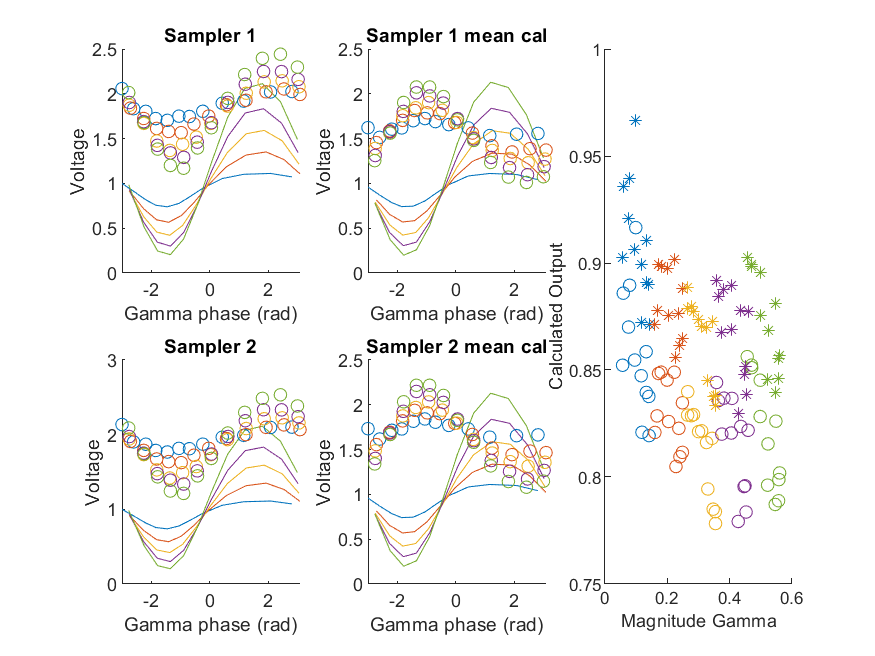 Sampler 1
2.5
2
1.5
1
0.5
0
Voltage
-2 0 2
Gamma phase (rad)
Sampler 1 mean cal
2.5
2
1.5
1
0.5
0
Voltage
-2 0 2
Gamma phase (rad)
Sampler 2
3
2
1
0
Voltage
-2 0 2
Gamma phase (rad)
Sampler 2 mean cal
2.5
2
1.5
1
0.5
0
Voltage
-2 0 2
Gamma phase (rad)
1
0.95
0.9
0.85
0.8
0.75
Calculated Output
0 0.2 0.4 0.6
Magnitude Gamma